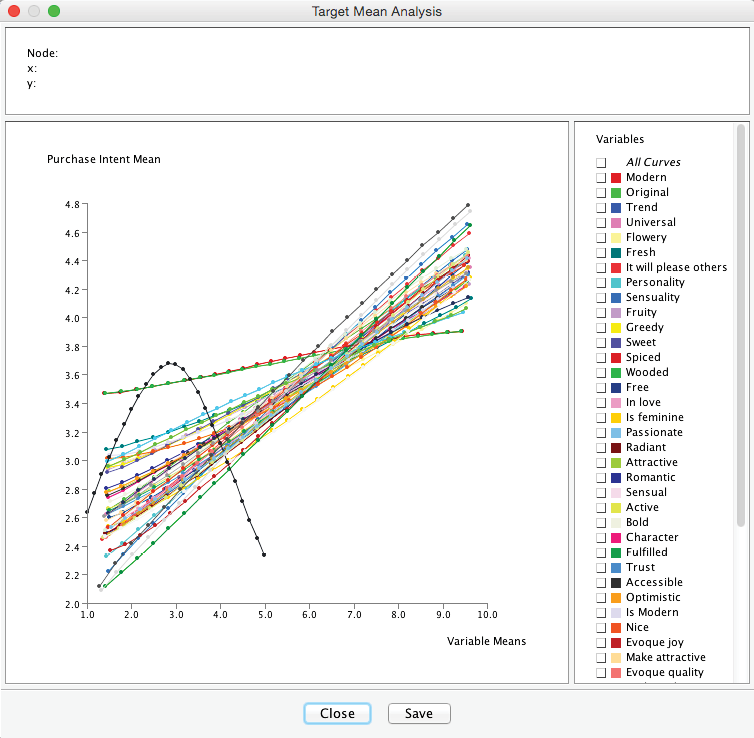 Target Mean Analysis
Node:
x:
y:
Purchase Intent Mean
4.8
4.6
4.4
4.2
4.0
3.8
3.6
3.4
3.2
3.0
2.8
2.6
2.4
2.2
2.0
1.0 2.0 3.0 4.0 5.0 6.0 7.0 8.0 9.0 10.0
Variable Means
Variables
All Curves
Modern
Original
Trend
Universal
Flowery
Fresh
It will please others
Personality
Sensuality
Fruity
Greedy
Sweet
Spiced
Wooded
Free
In love
Is feminine
Passionate
Radiant
Attractive
Romantic
Sensual
Active
Bold
Character
Fulfilled
Trust
Accessible
Optimistic
Is Modern
Nice
Evoque joy
Make attractive
Evoque quality
Close Save